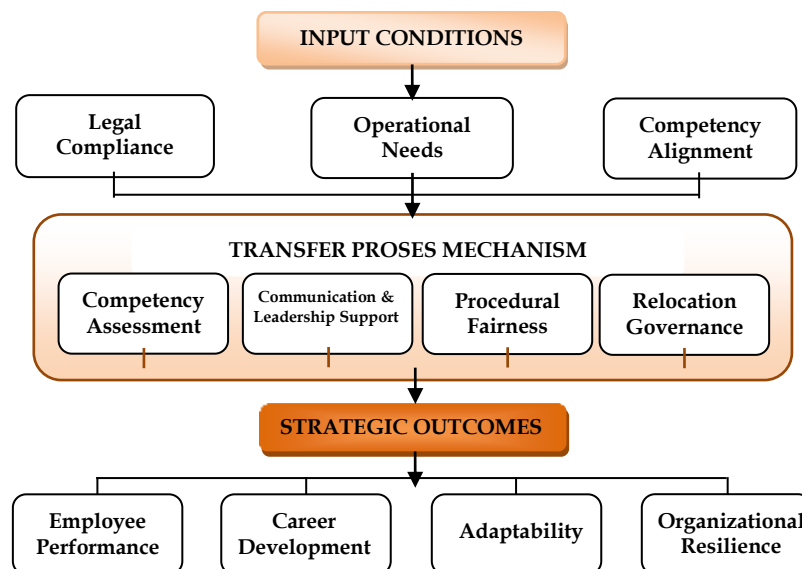 INPUT CONDITIONS
Legal
Compliance
Operational
Needs
Competency
Alignment
TRANSFER PROSES MECHANISM
Competency
Assessment
Communication &
Leadership Support
Procedural
Fairness
Relocation
Governance
STRATEGIC OUTCOMES
Employee
Performance
Career
Development
Adaptability
Organizational
Resilience